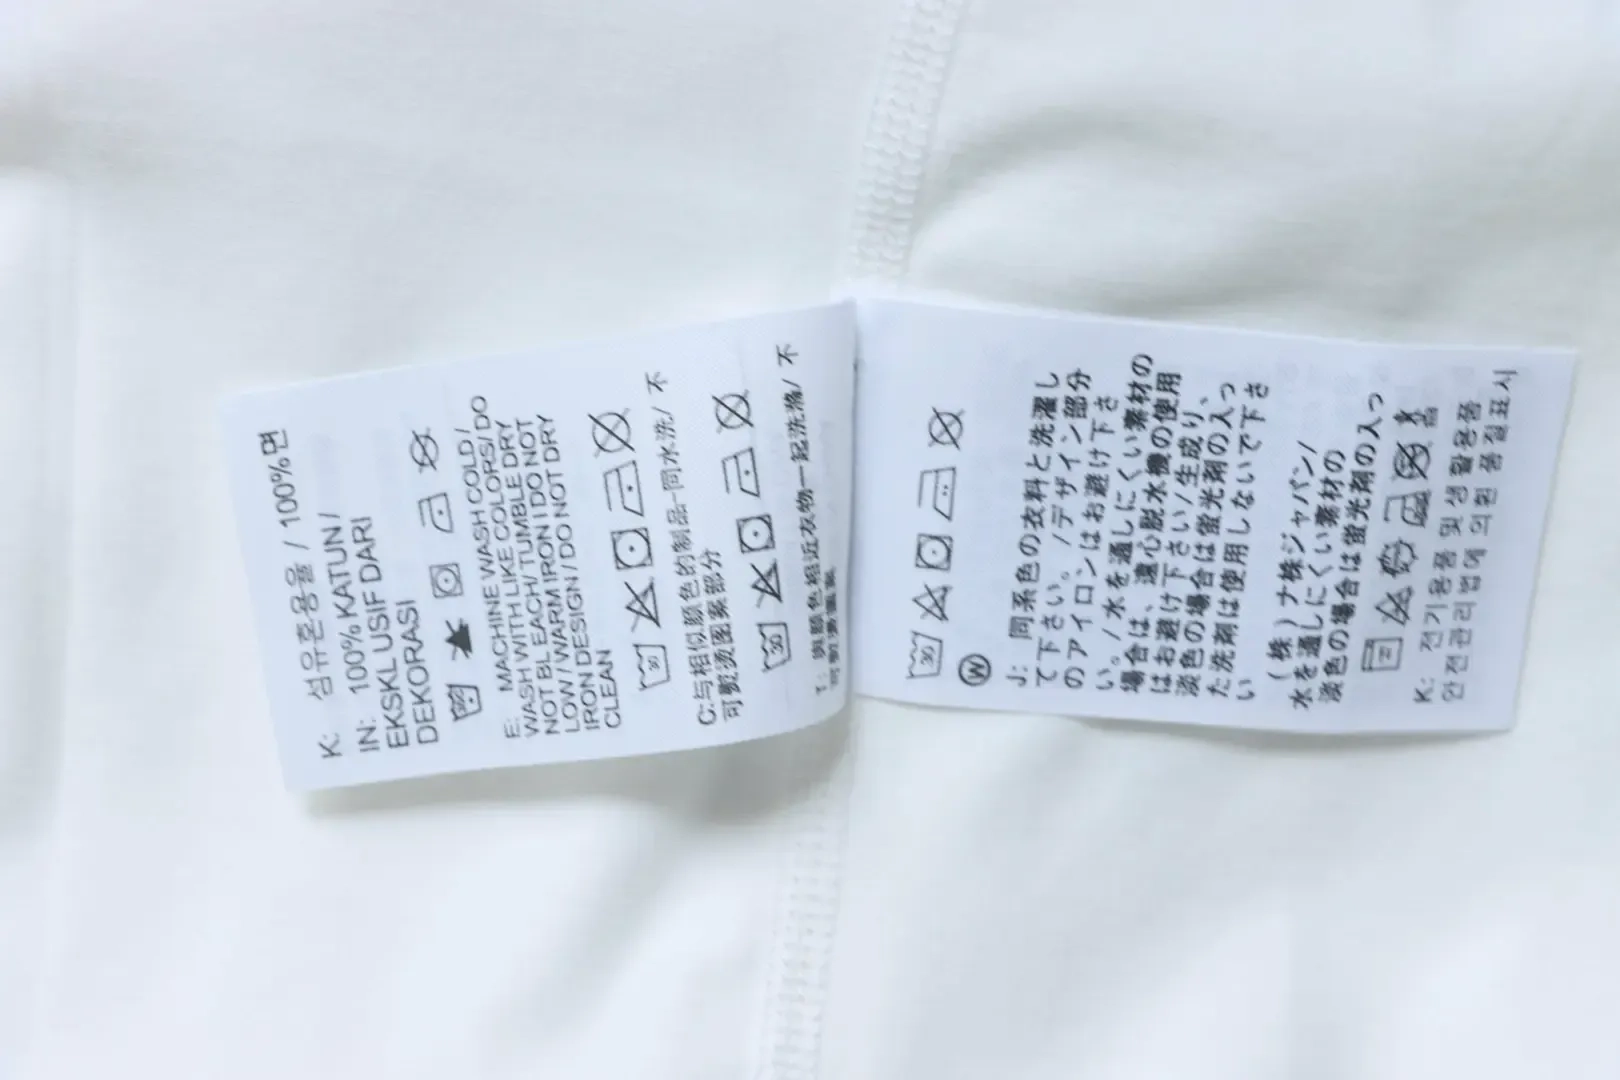 K: 섬유혼용율 / 100%면
IN: 100% KATUN /
EKSKLUSIF DARI
DEKORASI
E: MACHINE WASH COLD /
WASH WITH LIKE COLORS/ DO
NOT BLEACH/ TUMBLE DRY
LOW / WARM IRON / DO NOT
IRON DESIGN / DO NOT DRY
CLEAN
30
C:与相似颜色的制品一同水洗/ 不
可熨烫图案部分
30
T: 與顏色相近衣物一起洗滌/ 不
可
30
W
J: 同系色の衣料と洗濯し
て下さい。/デザイン部分
のアイロンはお避け下さ
い。/水を通しにくい素材の
場合は、遠心脱水機の使用
はお避け下さい/生成り、
淡色の場合は蛍光剤の入っ
た洗剤は使用しないで下さ
い
(株)ナ株ジャパン/
水を通しにくい素材の
淡色の場合は蛍光剤の入っ
K: 전기용품 및 생활용품
안전관리법에 의한 품질표시